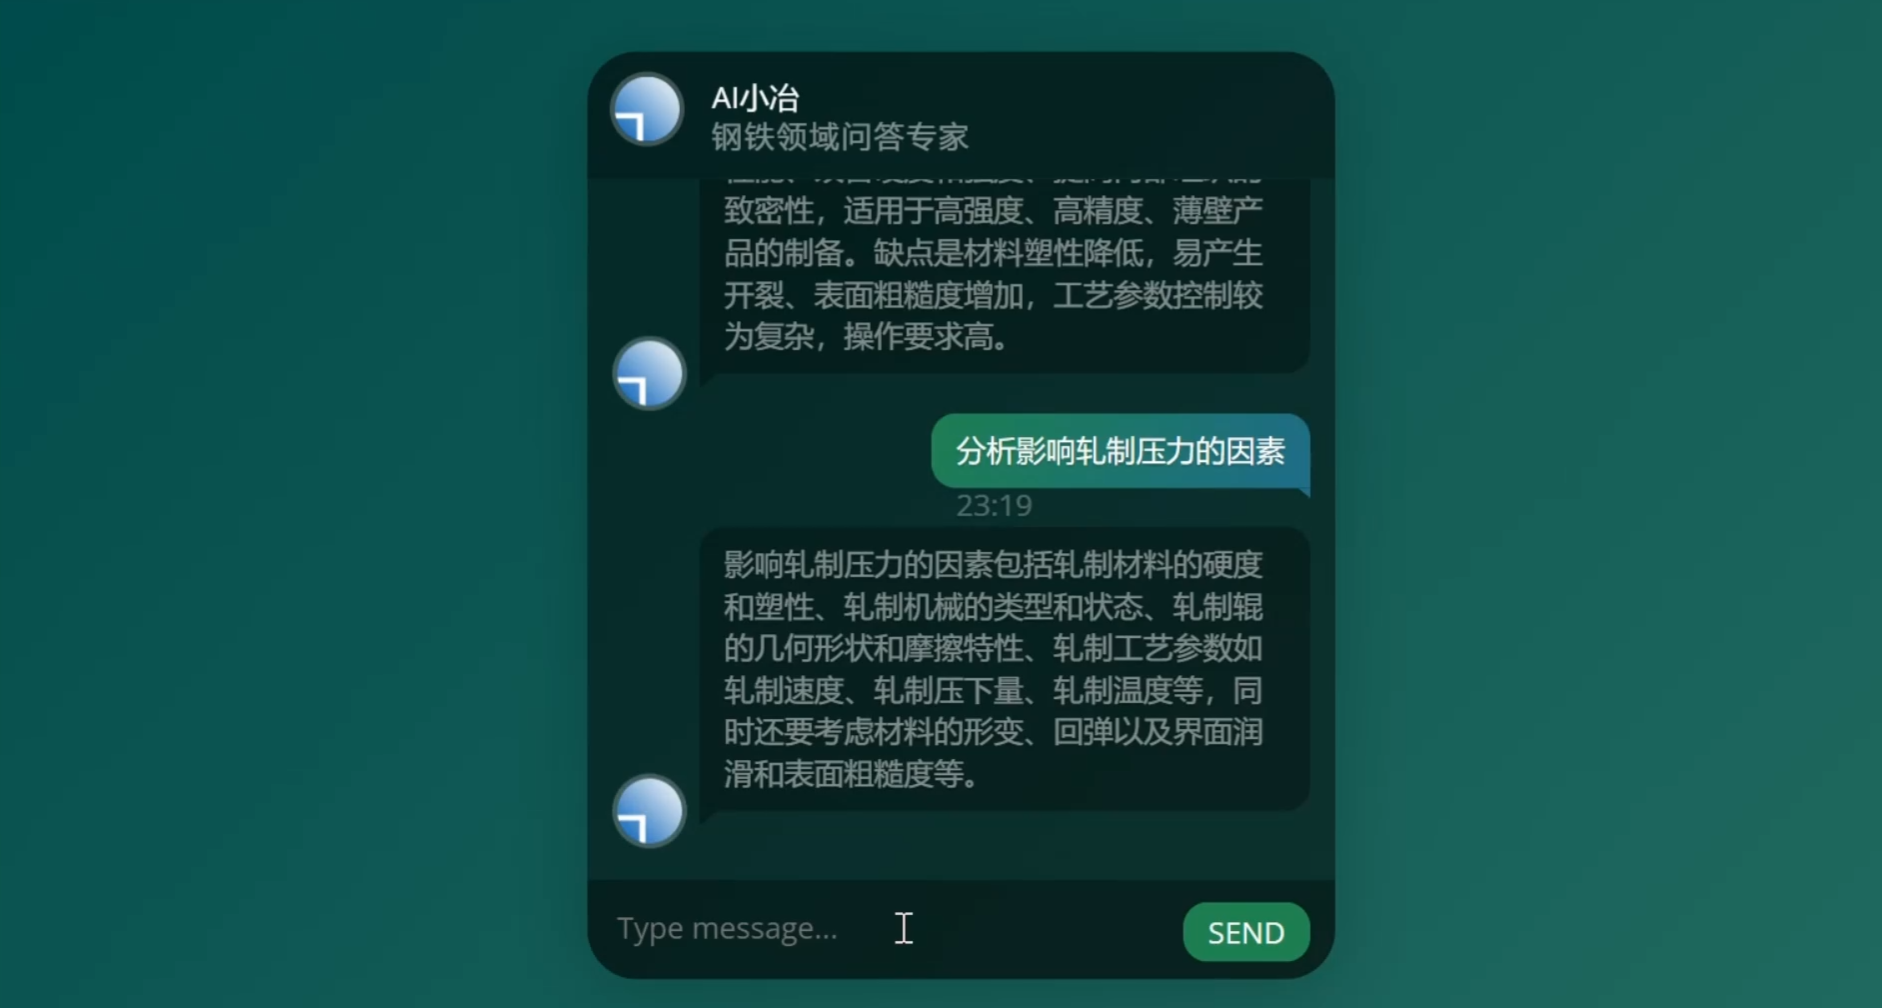 AI小冶
钢铁领域问答专家
致密性，适用于高强度、高精度、薄壁产
品的制备。缺点是材料塑性降低，易产生
开裂、表面粗糙度增加，工艺参数控制较
为复杂，操作要求高。
分析影响轧制压力的因素
23:19
影响轧制压力的因素包括轧制材料的硬度
和塑性、轧制机械的类型和状态、轧制辊
的几何形状和摩擦特性、轧制工艺参数如
轧制速度、轧制压下量、轧制温度等，同
时还要考虑材料的形变、回弹以及界面润
滑和表面粗糙度等。
Type message...
SEND